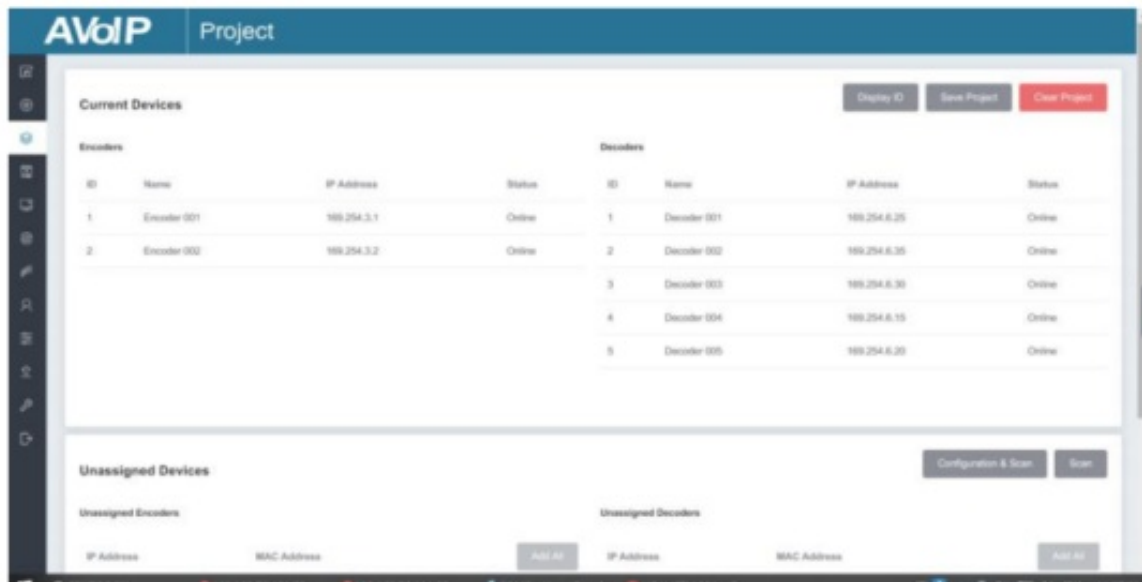 AVoIP Project
Current Devices
Display ID Save Project Clear Project
Encoders
ID Name IP Address Status
1 Encoder 001 169.254.3.1 Online
2 Encoder 002 169.254.3.2 Online
Decoders
ID Name IP Address Status
1 Decoder 001 169.254.6.25 Online
2 Decoder 002 169.254.6.35 Online
3 Decoder 003 169.254.6.30 Online
4 Decoder 004 169.254.6.15 Online
5 Decoder 005 169.254.6.20 Online
Unassigned Devices
Configuration & Scan Scan
Unassigned Encoders
IP Address MAC Address Add All
Unassigned Decoders
IP Address MAC Address Add All